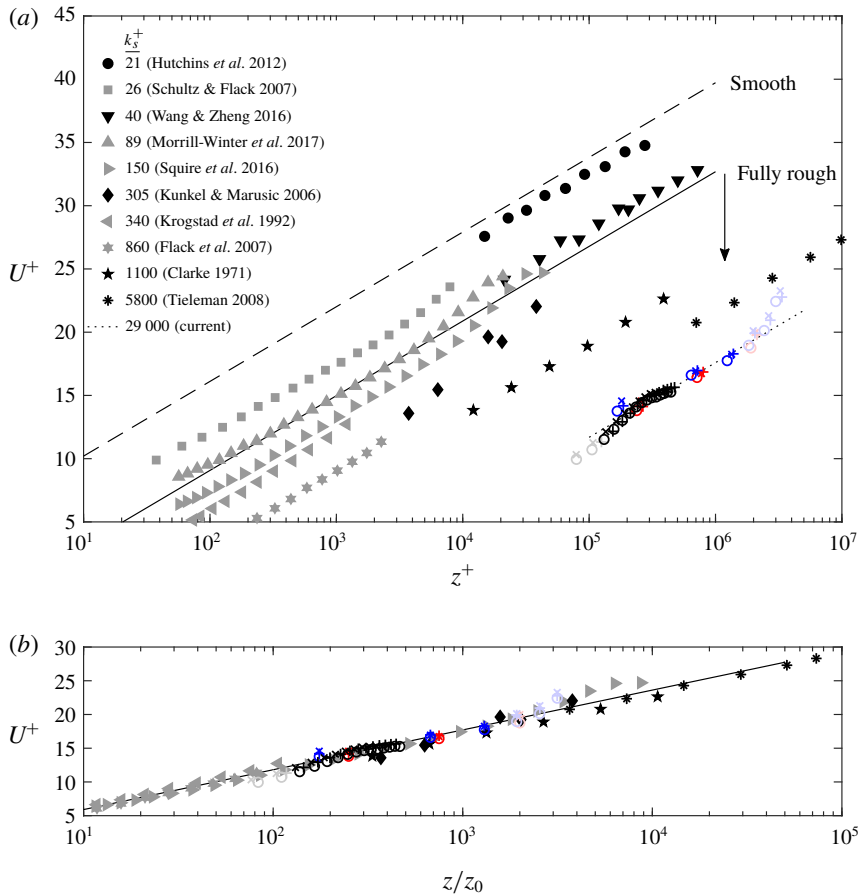 (a)
45
40
35
30
25
20
15
10
5
U+
ks+
21 (Hutchins et al. 2012)
26 (Schultz & Flack 2007)
40 (Wang & Zheng 2016)
89 (Morrill-Winter et al. 2017)
150 (Squire et al. 2016)
305 (Kunkel & Marusic 2006)
340 (Krogstad et al. 1992)
860 (Flack et al. 2007)
1100 (Clarke 1971)
5800 (Tieleman 2008)
29 000 (current)
Smooth
Fully rough
10^1 10^2 10^3 10^4 10^5 10^6 10^7
z+
(b)
30
25
20
15
10
5
U+
10^1 10^2 10^3 10^4 10^5
z/z0